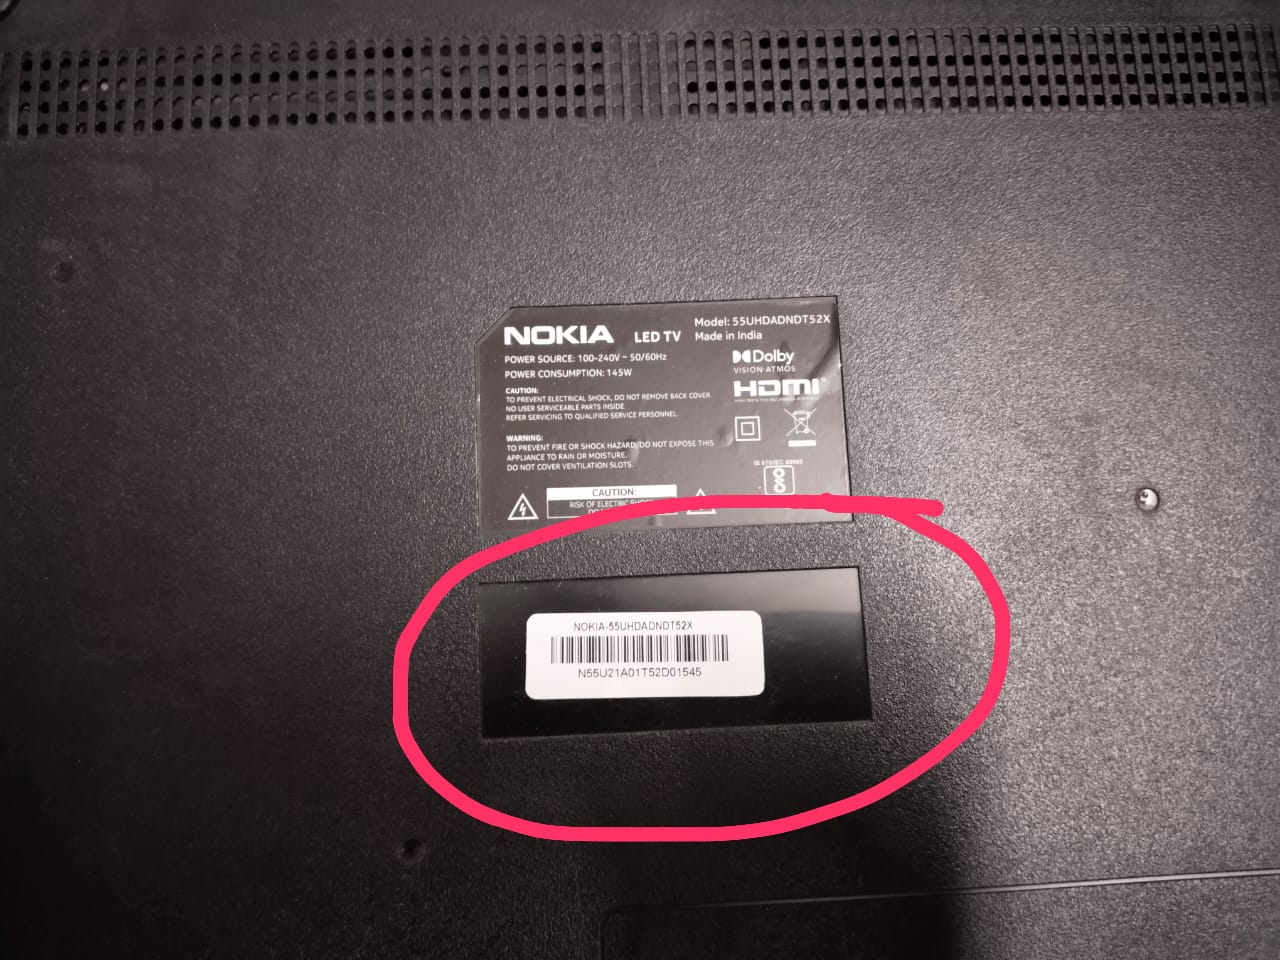 NOKIA LED TV
Model: 55UHDADNDT52X
Made in India
POWER SOURCE: 100-240V ~ 50/60Hz
POWER CONSUMPTION: 145W
Dolby
VISION·ATMOS
HDMI
CAUTION:
TO PREVENT ELECTRICAL SHOCK, DO NOT REMOVE BACK COVER.
NO USER SERVICEABLE PARTS INSIDE.
REFER SERVICING TO QUALIFIED SERVICE PERSONNEL.
WARNING:
TO PREVENT FIRE OR SHOCK HAZARD, DO NOT EXPOSE THIS
APPLIANCE TO RAIN OR MOISTURE.
DO NOT COVER VENTILATION SLOTS.
CAUTION:
RISK OF ELECTRIC
NOKIA-55UHDADNDT52X
N55U21A01T52D01545